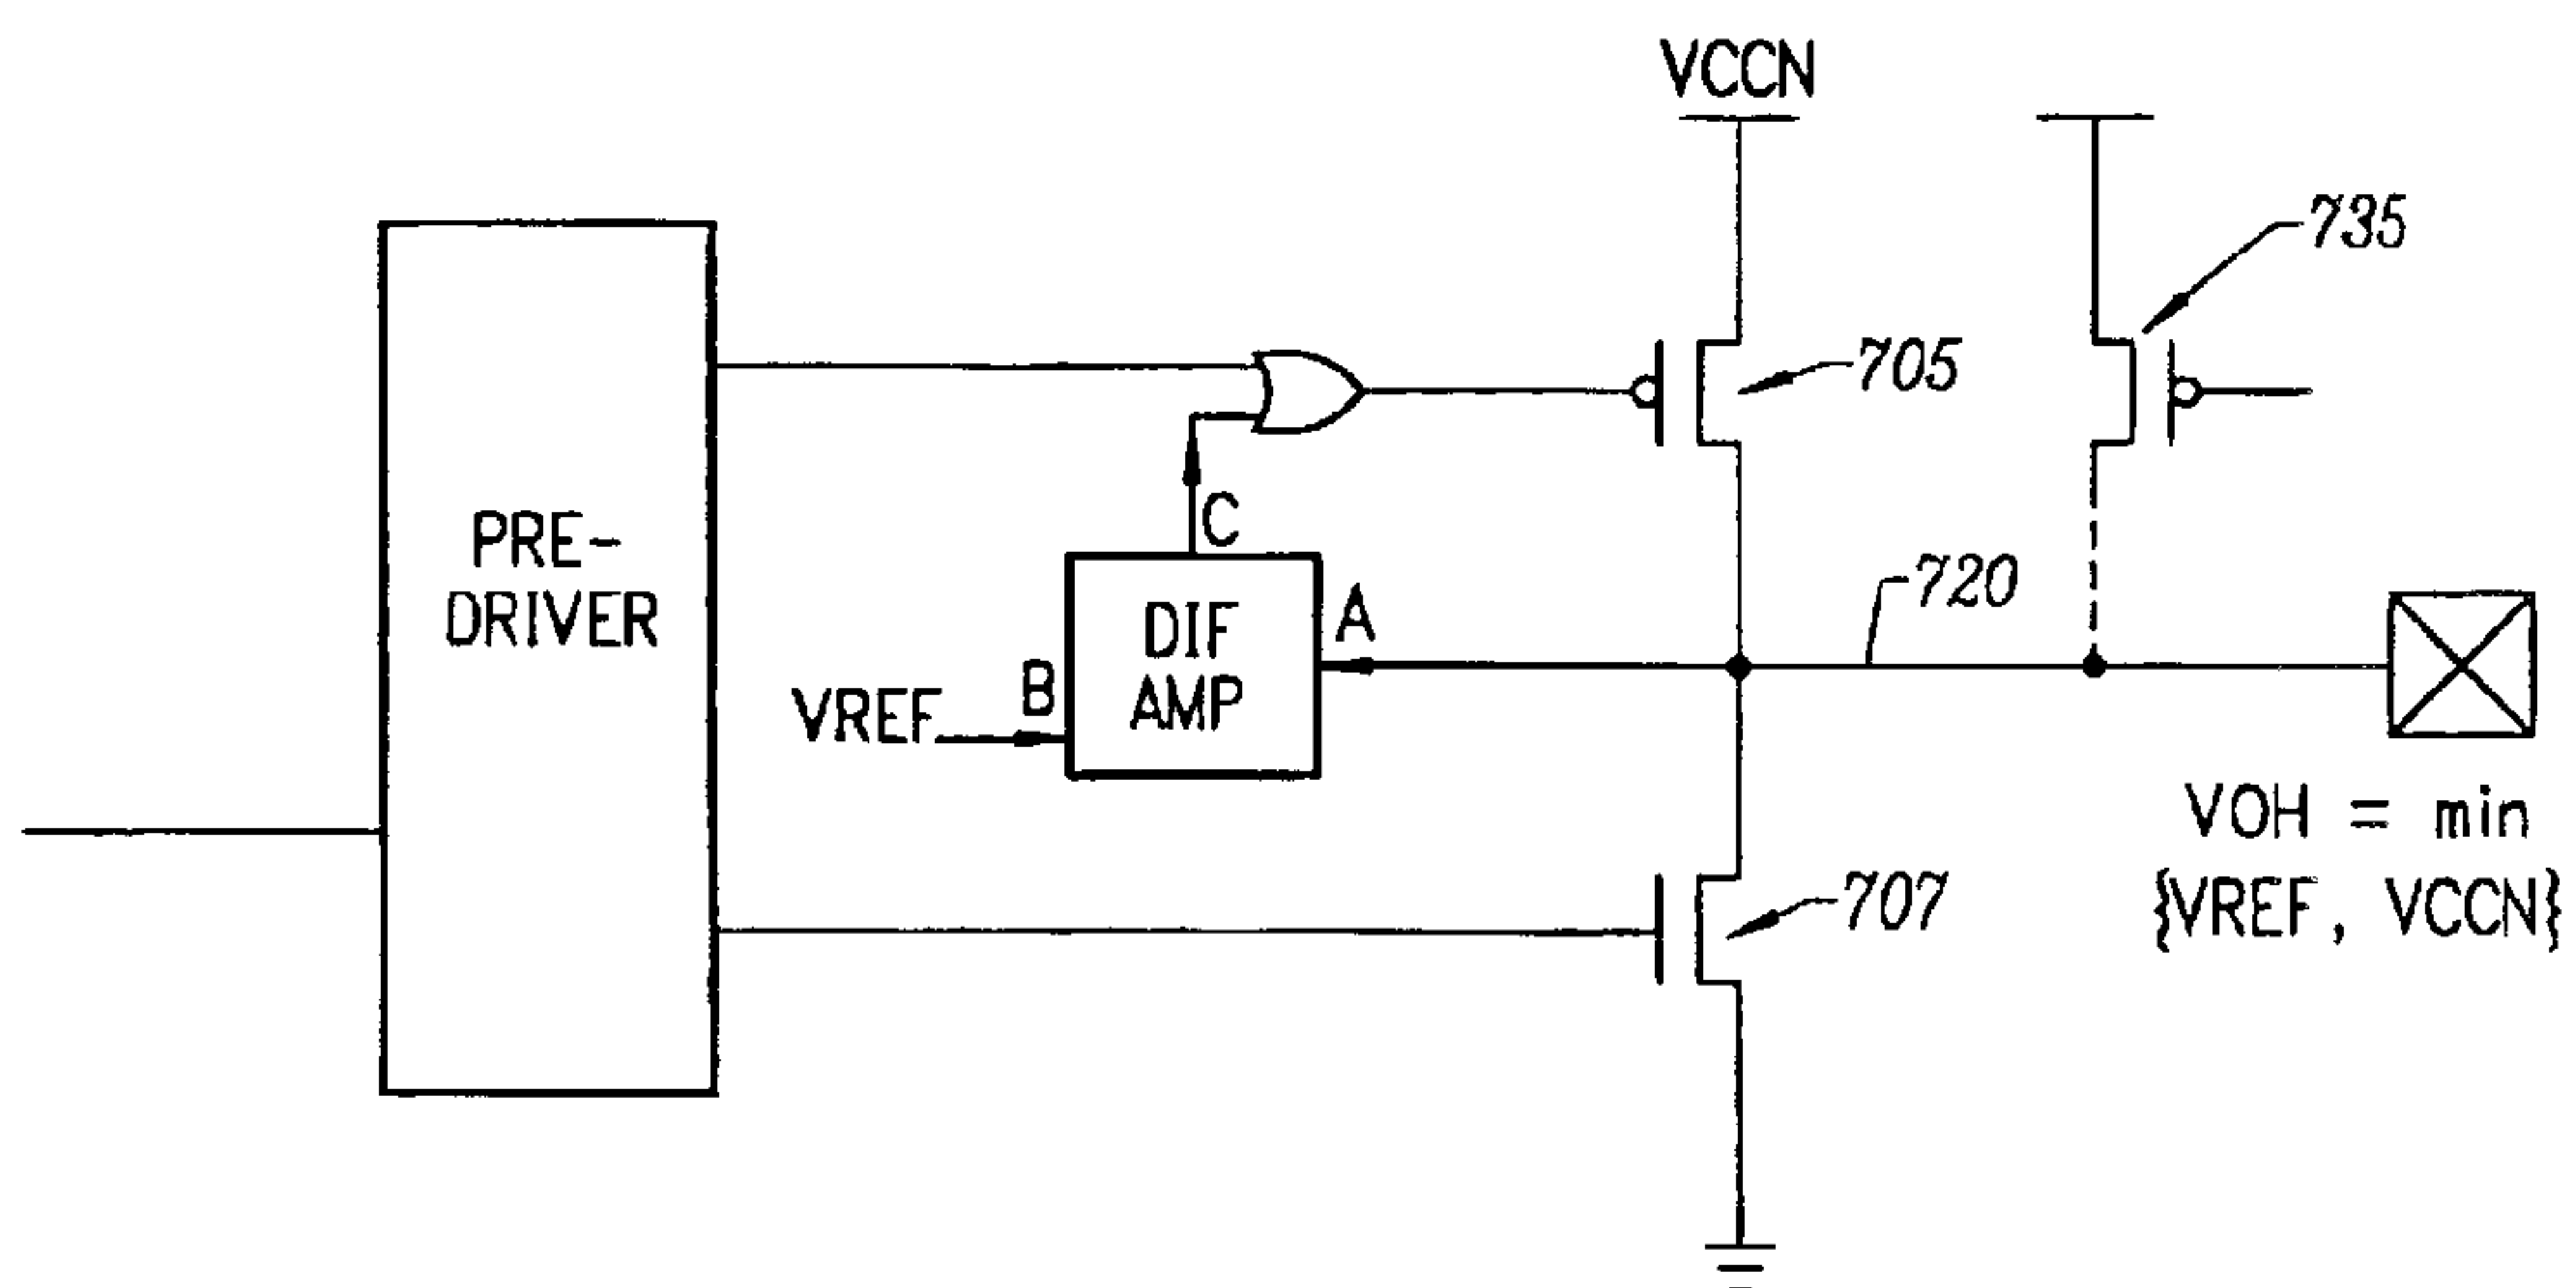 VCCN
735
705
PRE-
DRIVER
C
DIF
AMP
A
720
VREF
B
VOH = min
{VREF, VCCN}
707